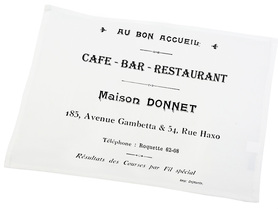 AU BON ACCUEIL
CAFE - BAR - RESTAURANT
Maison DONNET
183, Avenue Gambetta & 54, Rue Haxo
Téléphone : Roquette 62-08
Résultats des Courses par Fil spécial